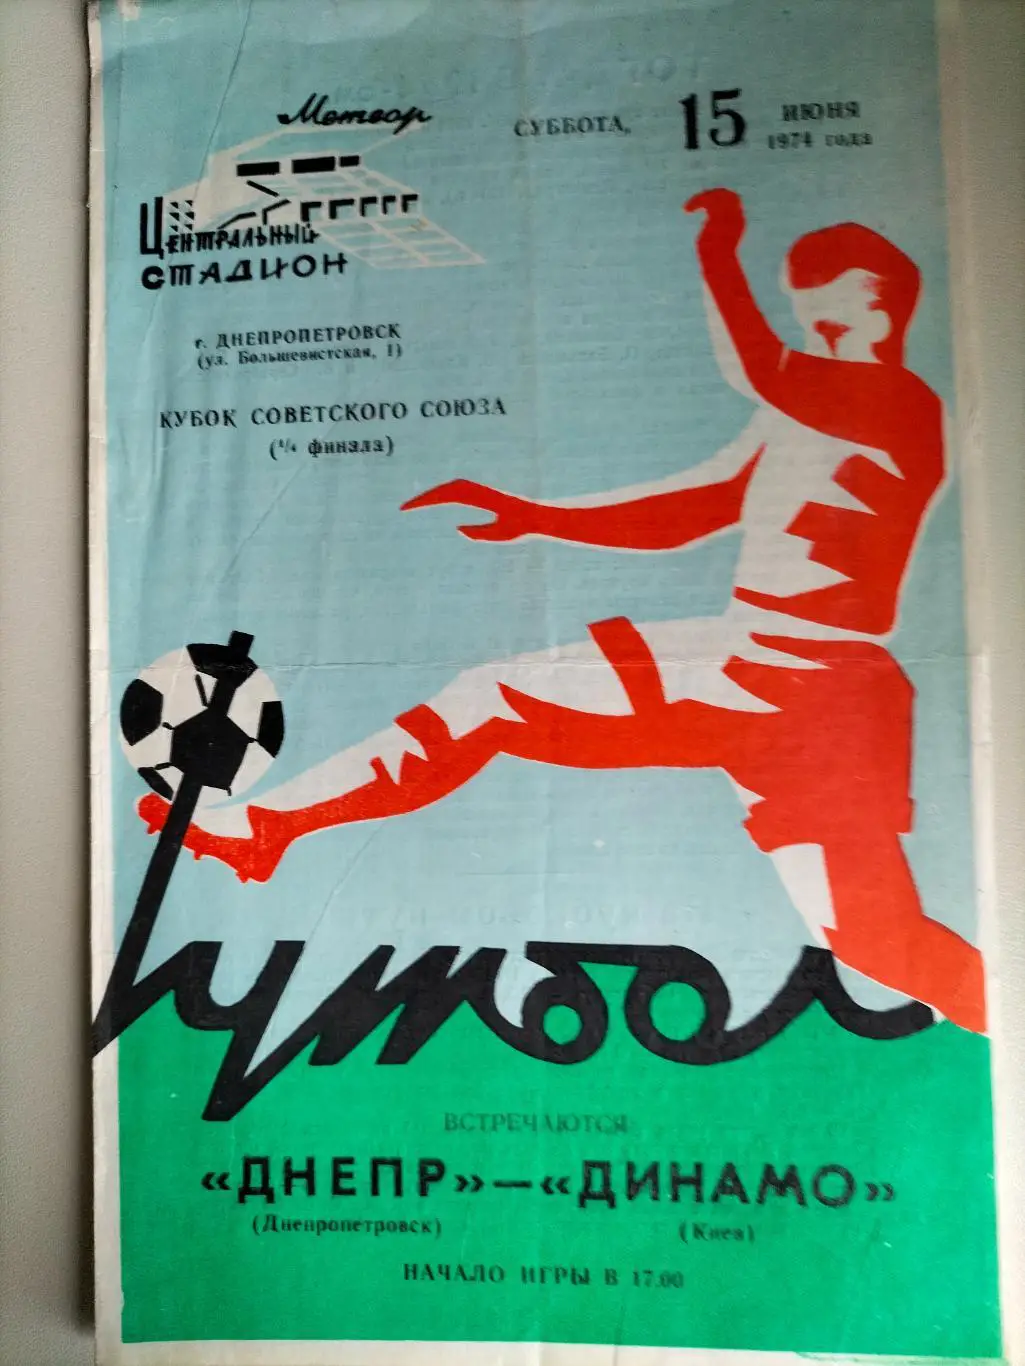 Метеор
Центральный
СТАДИОН
СУББОТА, 15 ИЮНЯ
1974 года
г. ДНЕПРОПЕТРОВСК
(ул. Большевистская, 1)
КУБОК СОВЕТСКОГО СОЮЗА
(¼ финала)
Футбол
ВСТРЕЧАЮТСЯ:
«ДНЕПР»—«ДИНАМО»
(Днепропетровск) (Киев)
НАЧАЛО ИГРЫ В 17.00